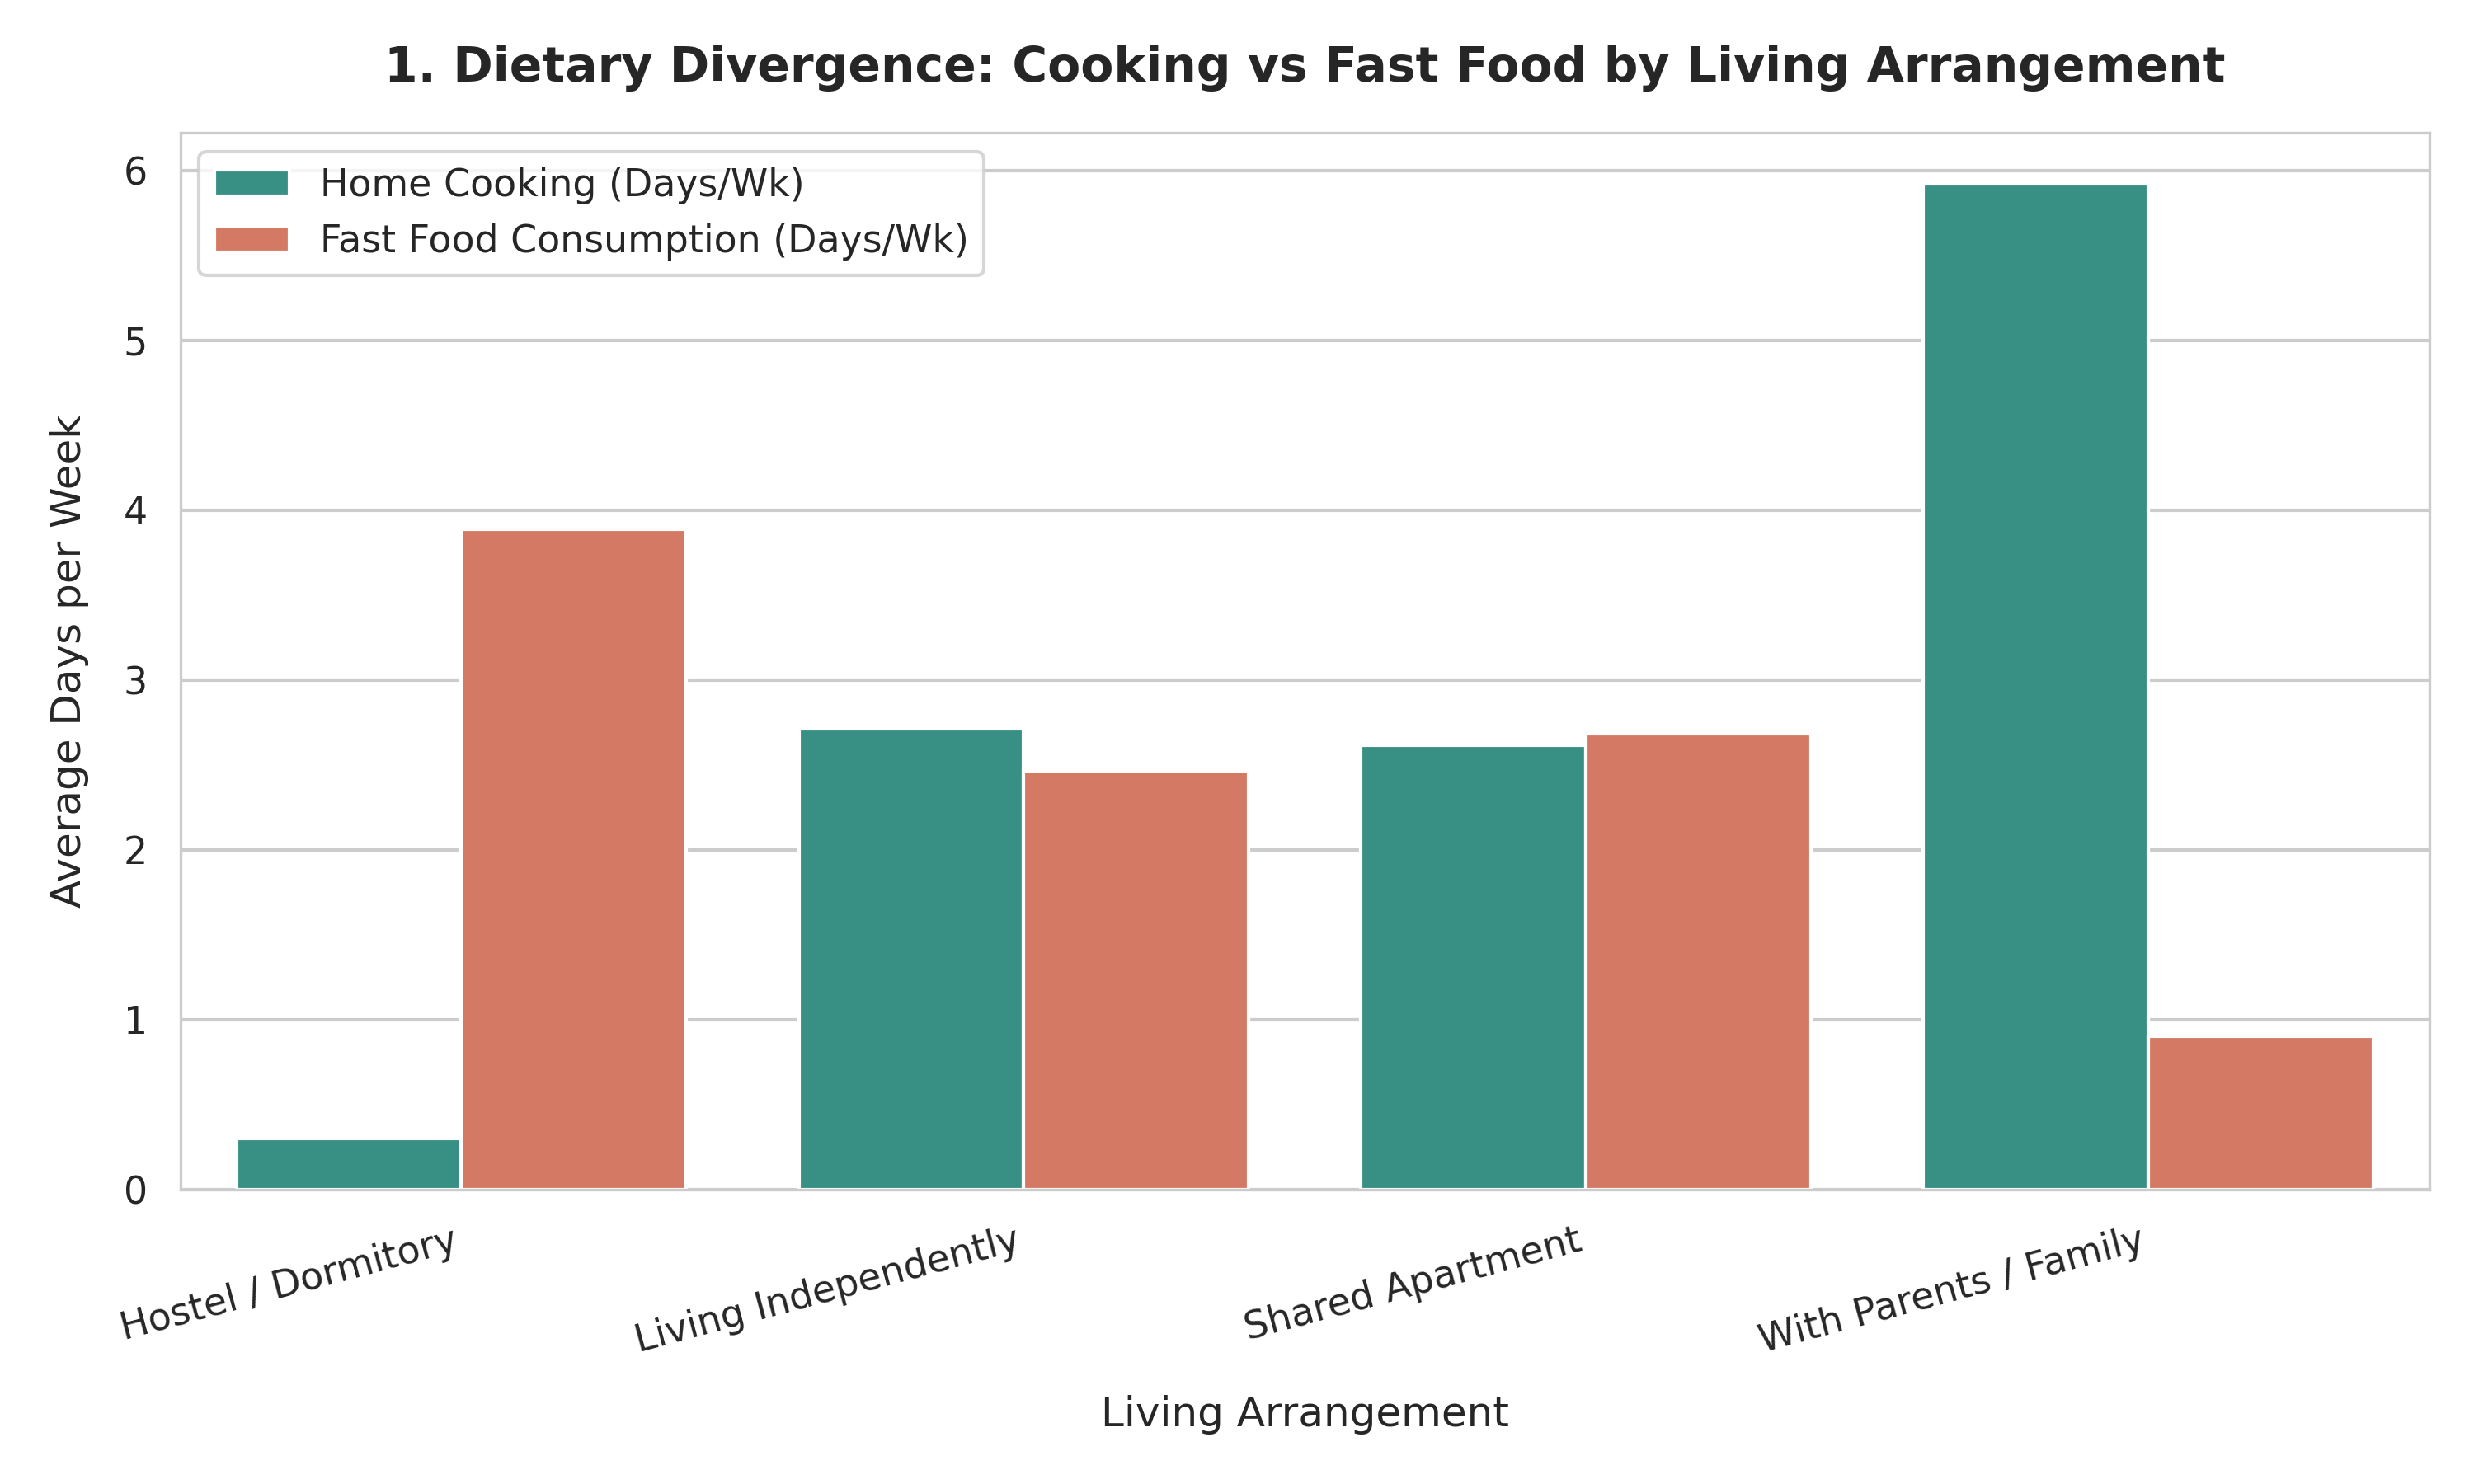 1. Dietary Divergence: Cooking vs Fast Food by Living Arrangement
Home Cooking (Days/Wk)
Fast Food Consumption (Days/Wk)
Average Days per Week
6
5
4
3
2
1
0
Hostel / Dormitory
Living Independently
Shared Apartment
With Parents / Family
Living Arrangement